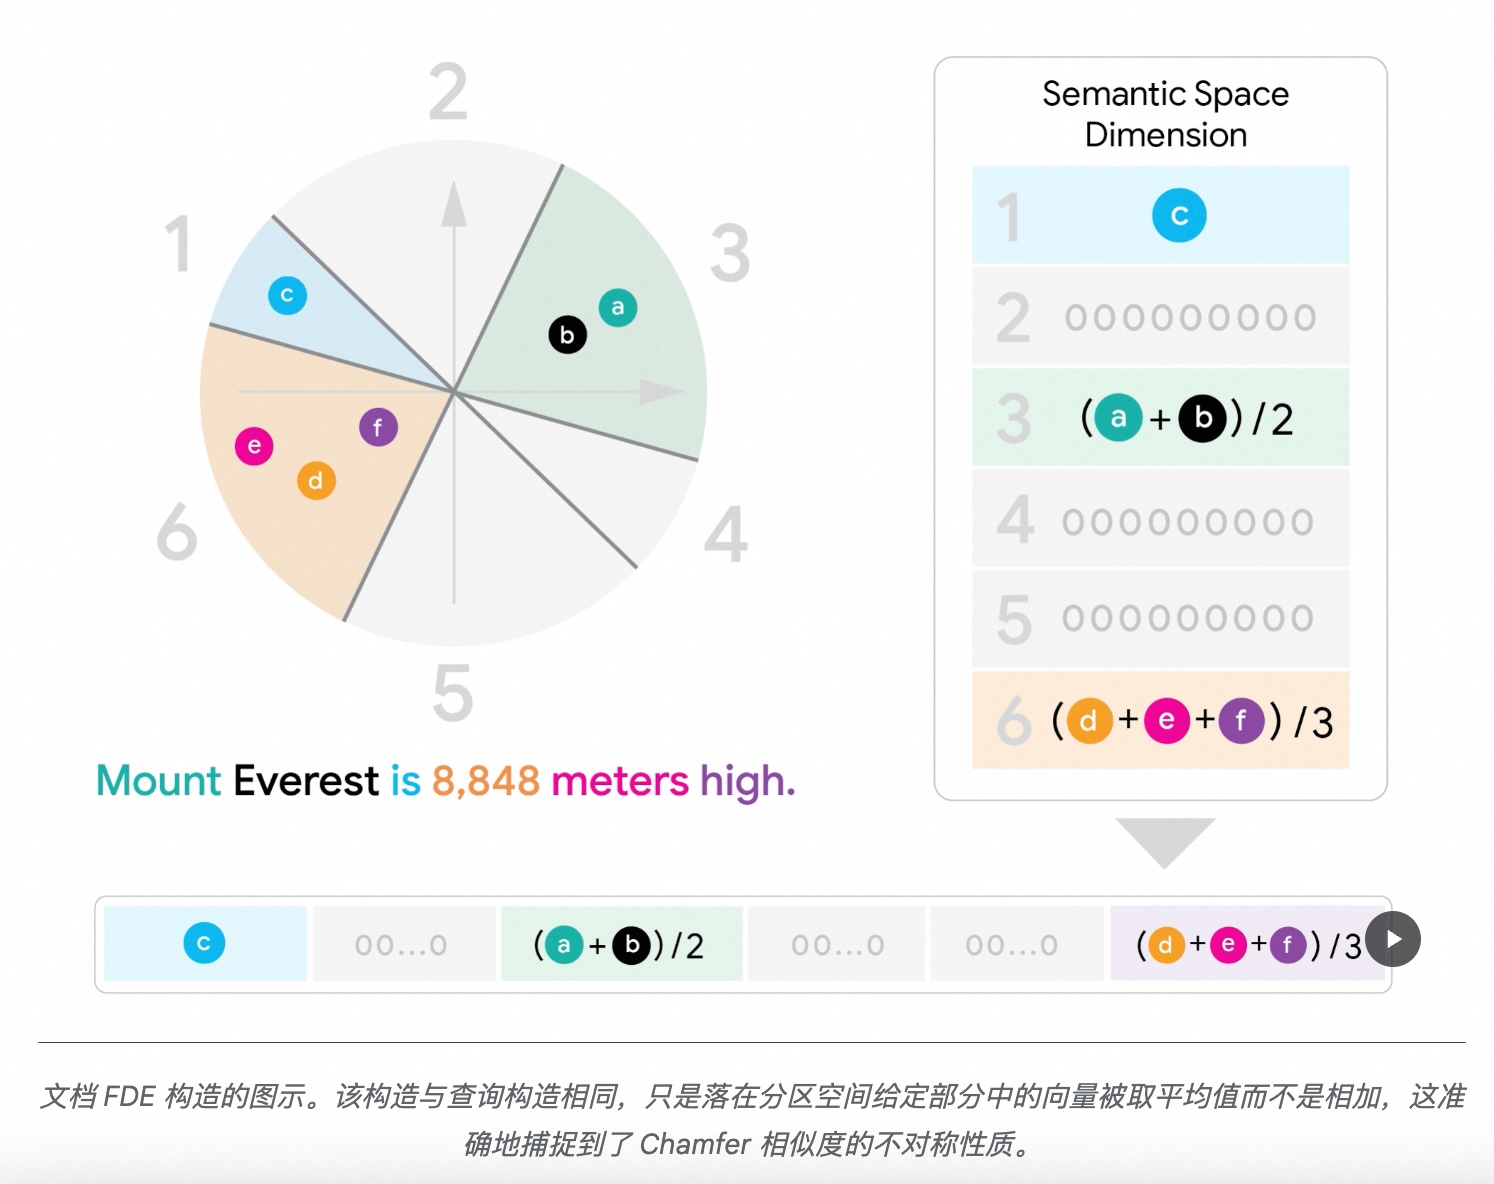 2
1
3
c
a
b
f
e
d
6
4
5
Mount Everest is 8,848 meters high.
Semantic Space
Dimension
1 c
2 000000000
3 (a + b) / 2
4 000000000
5 000000000
6 (d + e + f) / 3
c 00...0 (a + b) / 2 00...0 00...0 (d + e + f) / 3
文档 FDE 构造的图示。该构造与查询构造相同，只是落在分区空间给定部分中的向量被取平均值而不是相加，这准
确地捕捉到了 Chamfer 相似度的不对称性质。